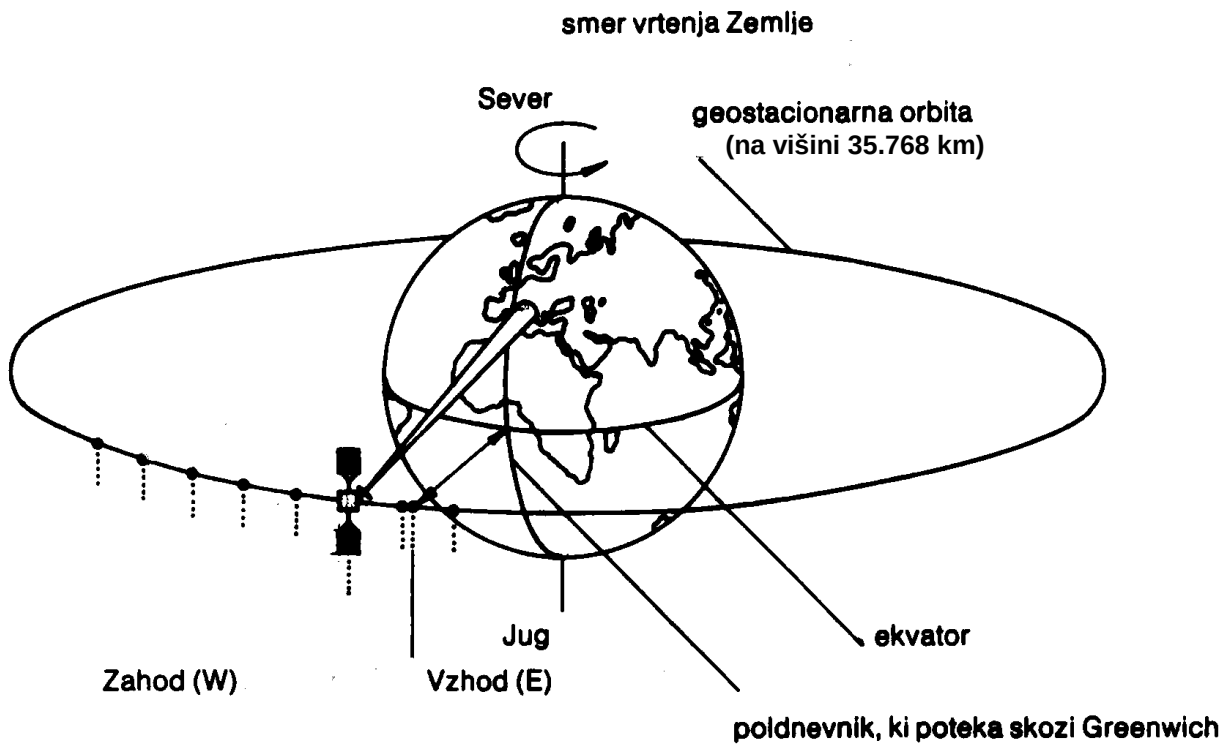 smer vrtenja Zemlje
Sever
geostacionarna orbita
(na višini 35.768 km)
Jug
ekvator
Zahod (W)
Vzhod (E)
poldnevnik, ki poteka skozi Greenwich